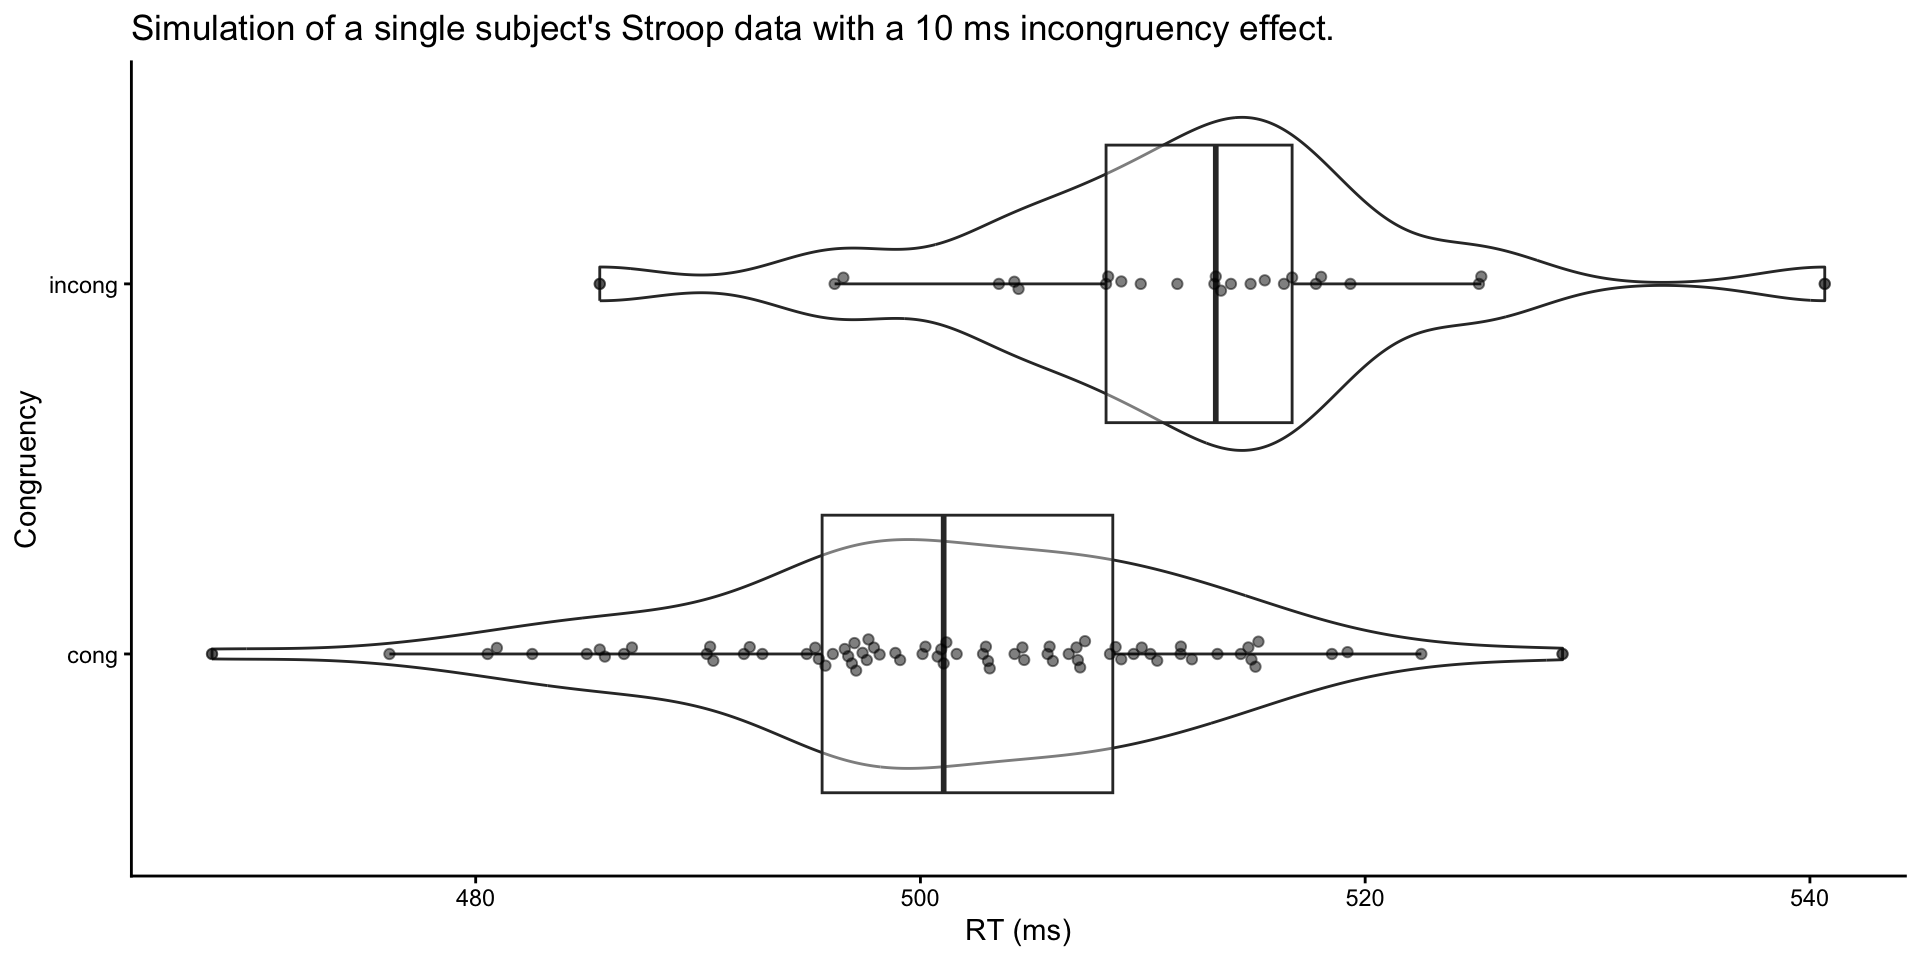 Simulation of a single subject's Stroop data with a 10 ms incongruency effect.
Congruency
incong
cong
480
500
520
540
RT (ms)